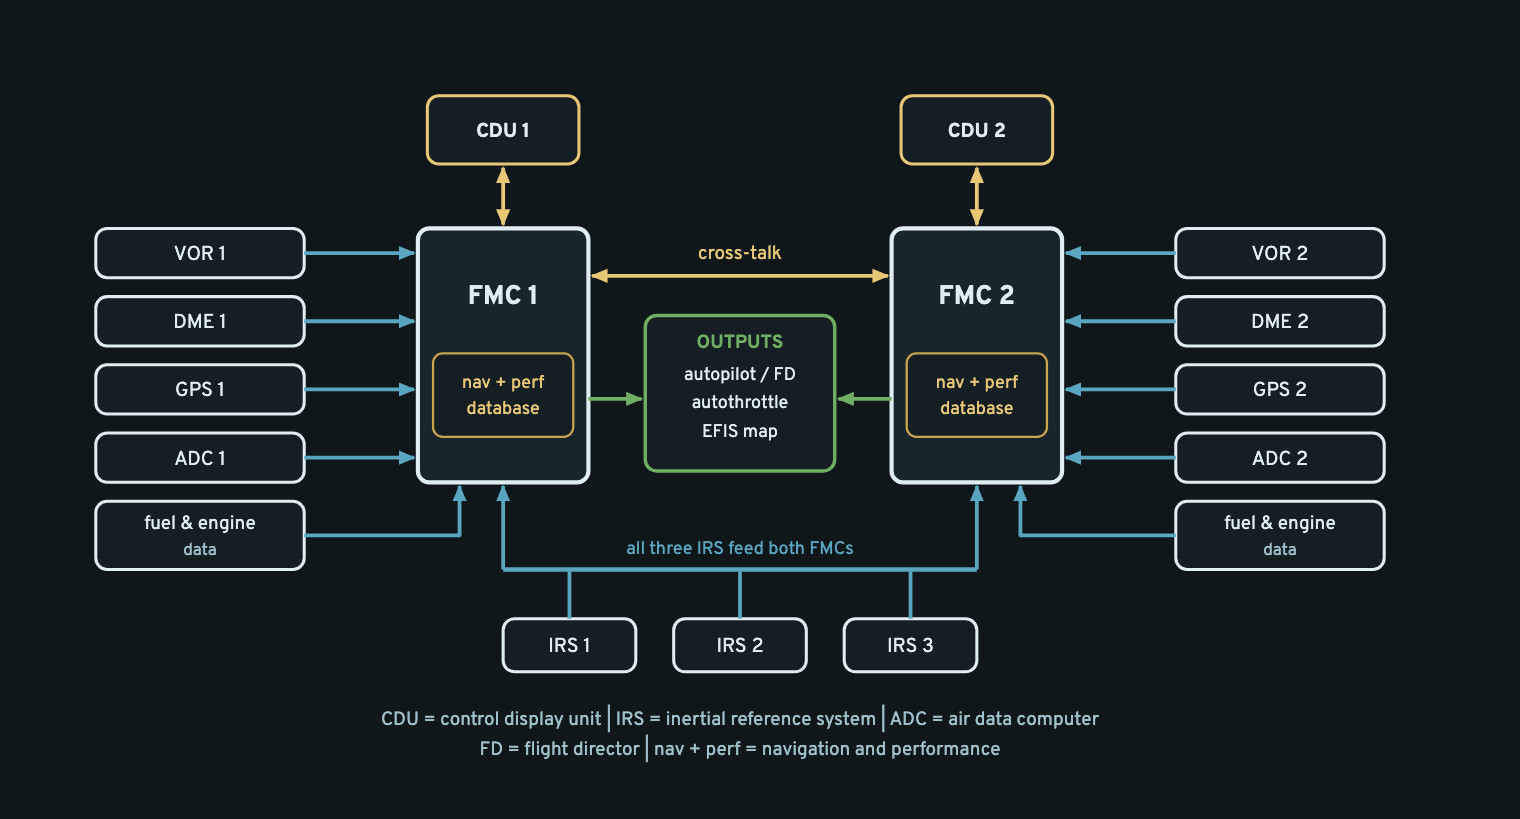 CDU 1
CDU 2
VOR 1
DME 1
GPS 1
ADC 1
fuel & engine
data
FMC 1
nav + perf
database
cross-talk
OUTPUTS
autopilot / FD
autothrottle
EFIS map
FMC 2
nav + perf
database
VOR 2
DME 2
GPS 2
ADC 2
fuel & engine
data
all three IRS feed both FMCs
IRS 1
IRS 2
IRS 3
CDU = control display unit | IRS = inertial reference system | ADC = air data computer
FD = flight director | nav + perf = navigation and performance